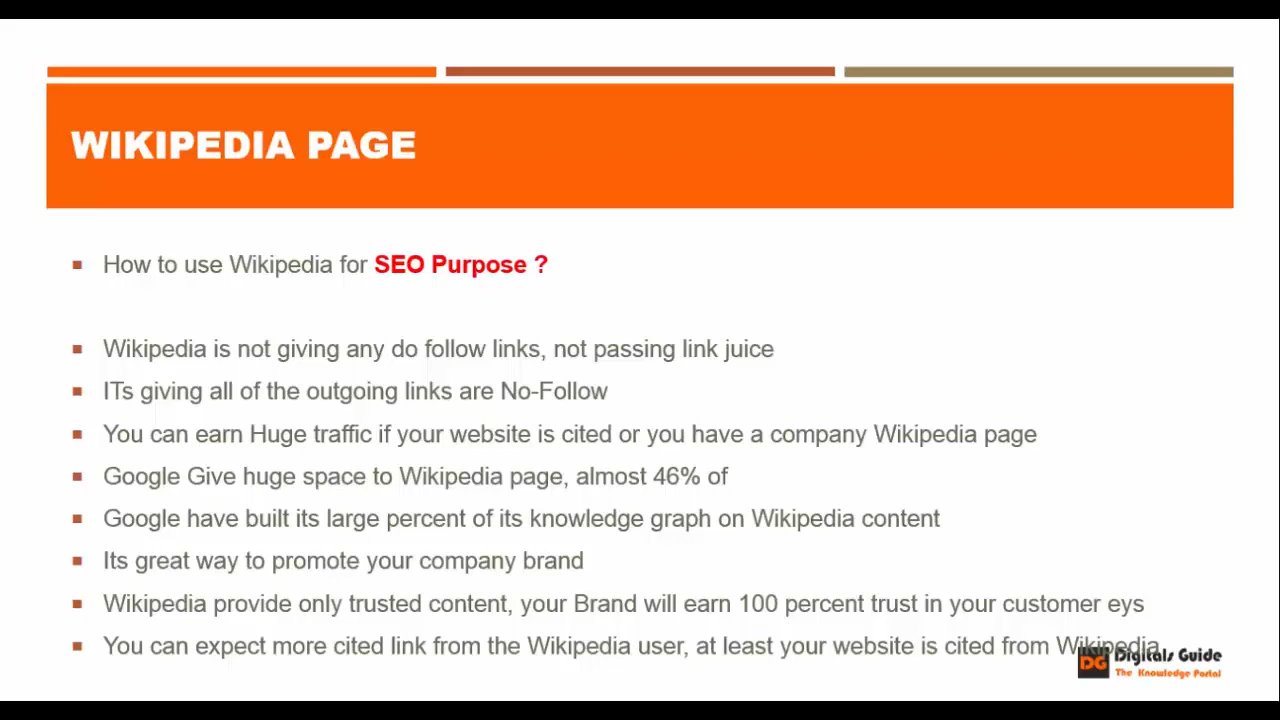 WIKIPEDIA PAGE
How to use Wikipedia for SEO Purpose ?
Wikipedia is not giving any do follow links, not passing link juice
ITs giving all of the outgoing links are No-Follow
You can earn Huge traffic if your website is cited or you have a company Wikipedia page
Google Give huge space to Wikipedia page, almost 46% of
Google have built its large percent of its knowledge graph on Wikipedia content
Its great way to promote your company brand
Wikipedia provide only trusted content, your Brand will earn 100 percent trust in your customer eys
You can expect more cited link from the Wikipedia user, at least your website is cited from Wikipedia
DG Digitals Guide
The Knowledge Portal